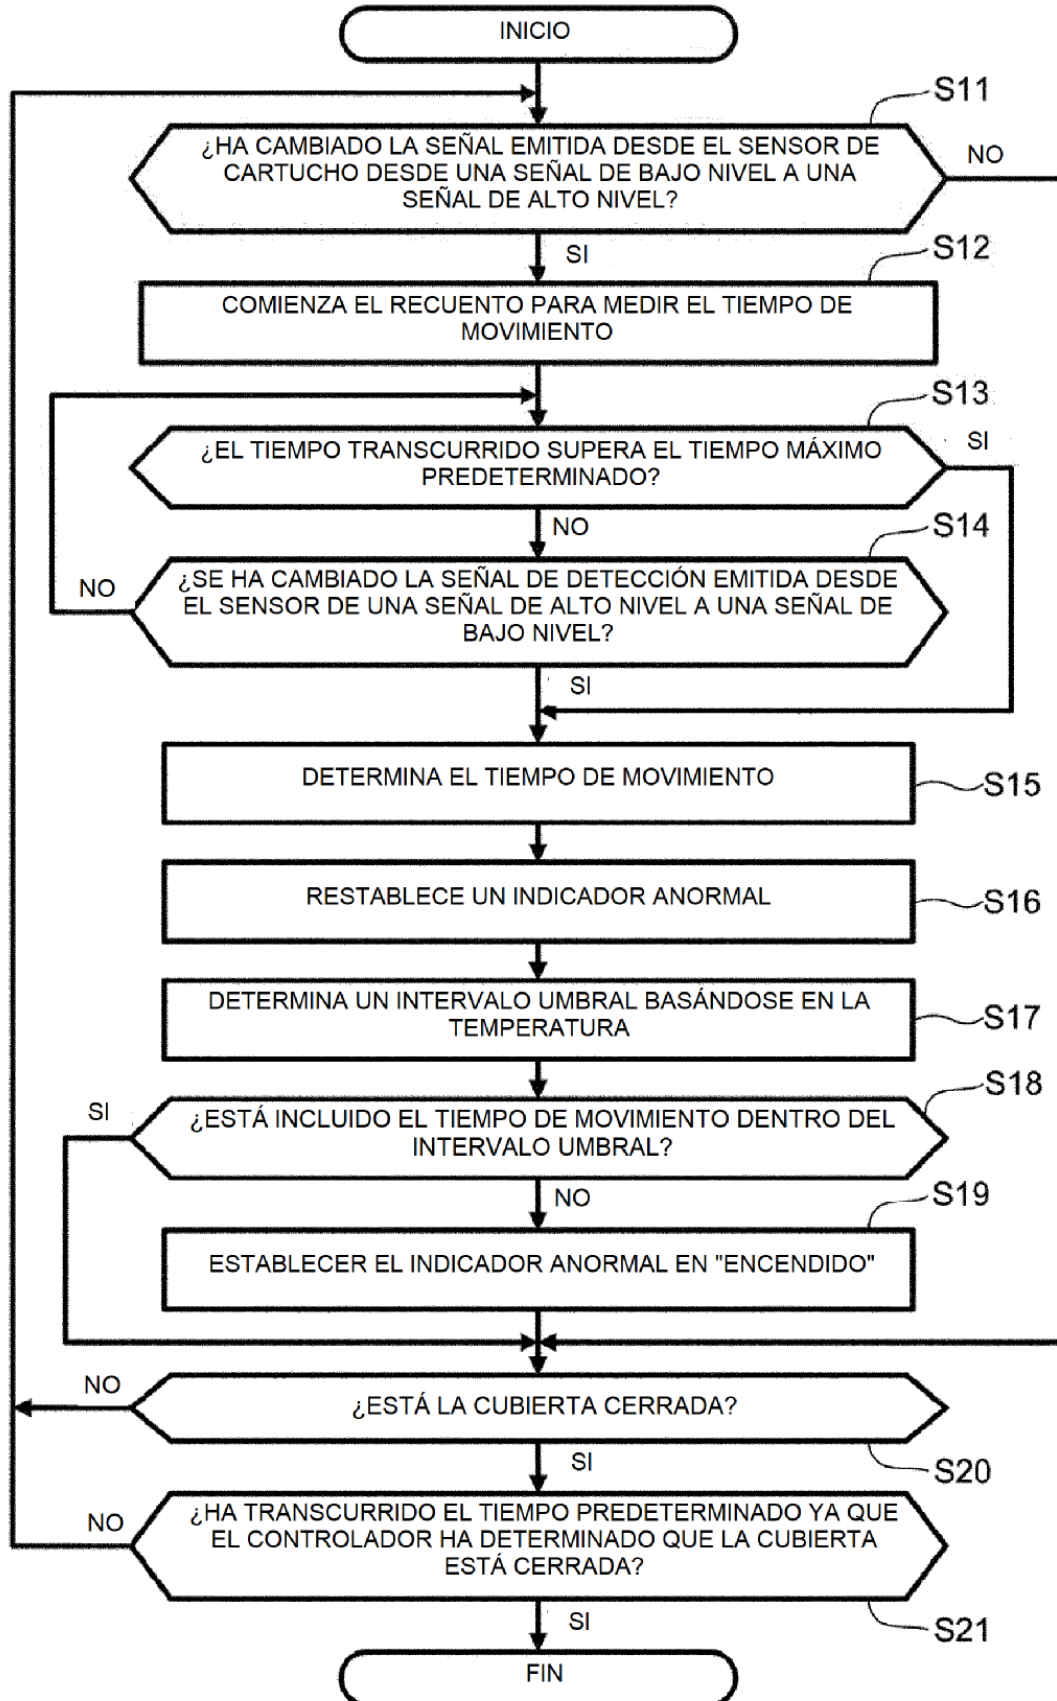 INICIO
S11
¿HA CAMBIADO LA SEÑAL EMITIDA DESDE EL SENSOR DE
CARTUCHO DESDE UNA SEÑAL DE BAJO NIVEL A UNA
SEÑAL DE ALTO NIVEL?
NO
SI
S12
COMIENZA EL RECUENTO PARA MEDIR EL TIEMPO DE
MOVIMIENTO
S13
¿EL TIEMPO TRANSCURRIDO SUPERA EL TIEMPO MÁXIMO
PREDETERMINADO?
SI
NO
S14
¿SE HA CAMBIADO LA SEÑAL DE DETECCIÓN EMITIDA DESDE
EL SENSOR DE UNA SEÑAL DE ALTO NIVEL A UNA SEÑAL DE
BAJO NIVEL?
NO
SI
DETERMINA EL TIEMPO DE MOVIMIENTO
S15
RESTABLECE UN INDICADOR ANORMAL
S16
DETERMINA UN INTERVALO UMBRAL BASÁNDOSE EN LA
TEMPERATURA
S17
S18
SI
¿ESTÁ INCLUIDO EL TIEMPO DE MOVIMIENTO DENTRO DEL
INTERVALO UMBRAL?
NO
S19
ESTABLECER EL INDICADOR ANORMAL EN "ENCENDIDO"
NO
¿ESTÁ LA CUBIERTA CERRADA?
SI
S20
NO
¿HA TRANSCURRIDO EL TIEMPO PREDETERMINADO YA QUE
EL CONTROLADOR HA DETERMINADO QUE LA CUBIERTA
ESTÁ CERRADA?
SI
S21
FIN